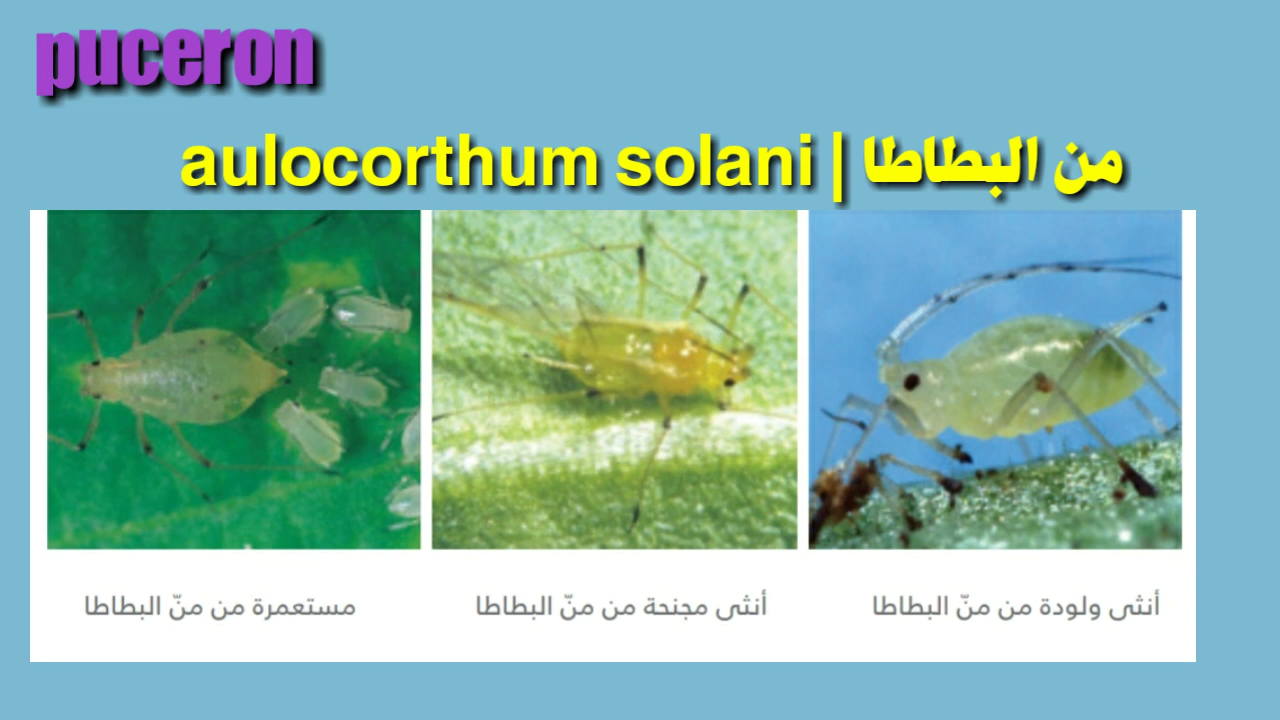 puceron
aulocorthum solani | من البطاطا
أنثى ولودة من منّ البطاطا
أنثى مجنحة من منّ البطاطا
مستعمرة من منّ البطاطا